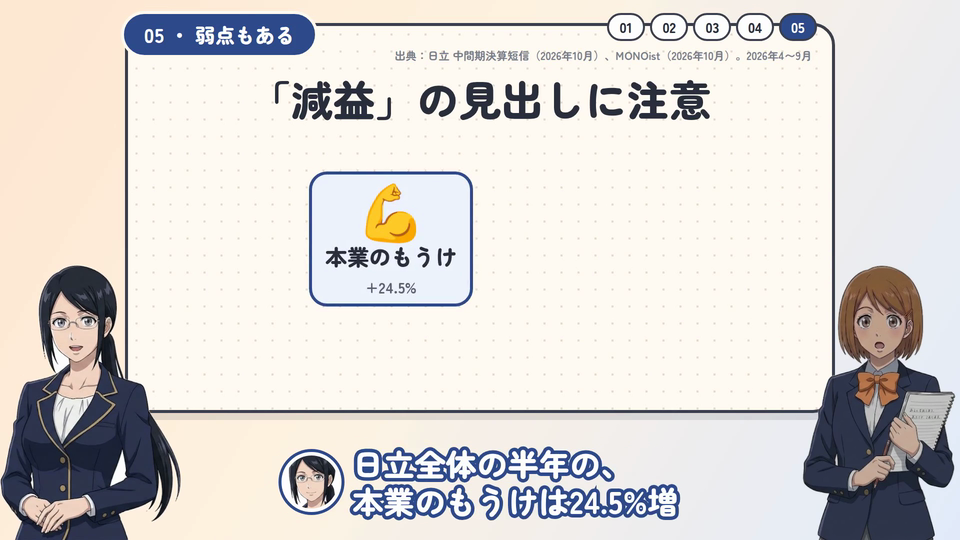 05 ・ 弱点もある
01 02 03 04 05
出典：日立 中間期決算短信（2026年10月）、MONOist（2026年10月）。2026年4〜9月
「減益」の見出しに注意
本業のもうけ
+24.5%
日立全体の半年の、
本業のもうけは24.5%増